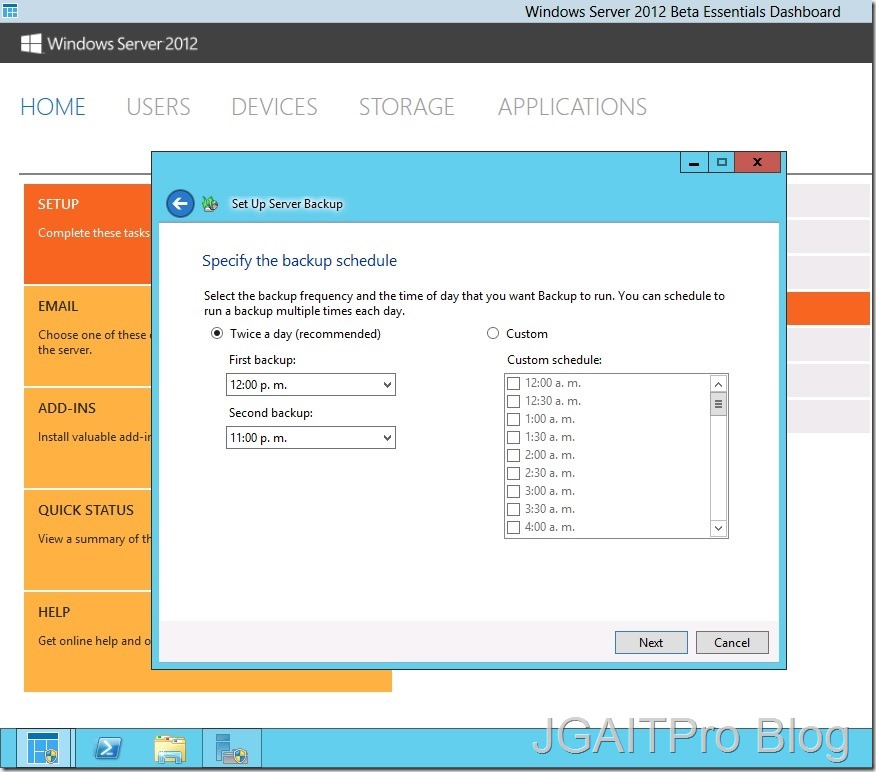 Windows Server 2012 Beta Essentials Dashboard
Windows Server 2012
HOME USERS DEVICES STORAGE APPLICATIONS
SETUP
Complete these tasks
EMAIL
Choose one of these
the server.
ADD-INS
Install valuable add-in
QUICK STATUS
View a summary of th
HELP
Get online help and o
Set Up Server Backup
Specify the backup schedule
Select the backup frequency and the time of day that you want Backup to run. You can schedule to
run a backup multiple times each day.
Twice a day (recommended)
First backup:
12:00 p. m.
Second backup:
11:00 p. m.
Custom
Custom schedule:
12:00 a. m.
12:30 a. m.
1:00 a. m.
1:30 a. m.
2:00 a. m.
2:30 a. m.
3:00 a. m.
3:30 a. m.
4:00 a. m.
Next Cancel
JGAITPro Blog